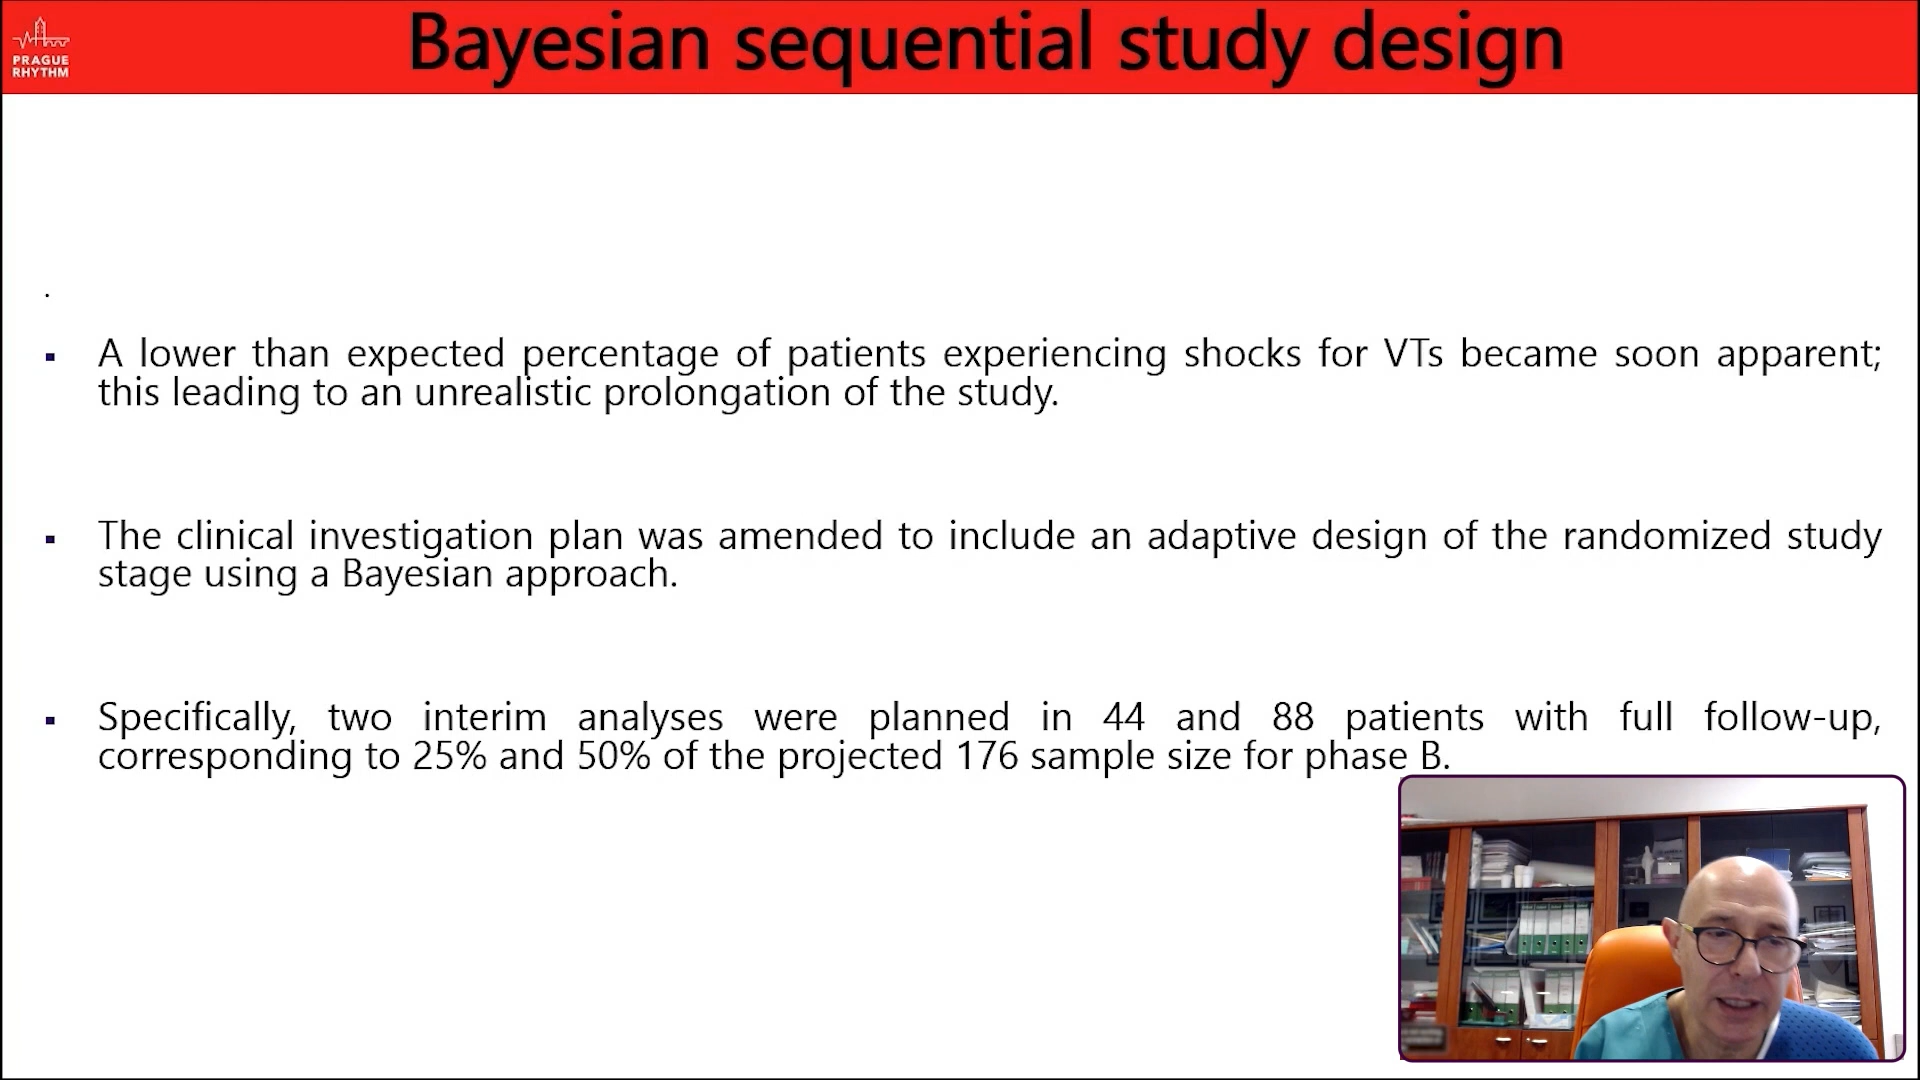 PRAGUE
RHYTHM
Bayesian sequential study design
.
▪ A lower than expected percentage of patients experiencing shocks for VTs became soon apparent;
this leading to an unrealistic prolongation of the study.
▪ The clinical investigation plan was amended to include an adaptive design of the randomized study
stage using a Bayesian approach.
▪ Specifically, two interim analyses were planned in 44 and 88 patients with full follow-up,
corresponding to 25% and 50% of the projected 176 sample size for phase B.